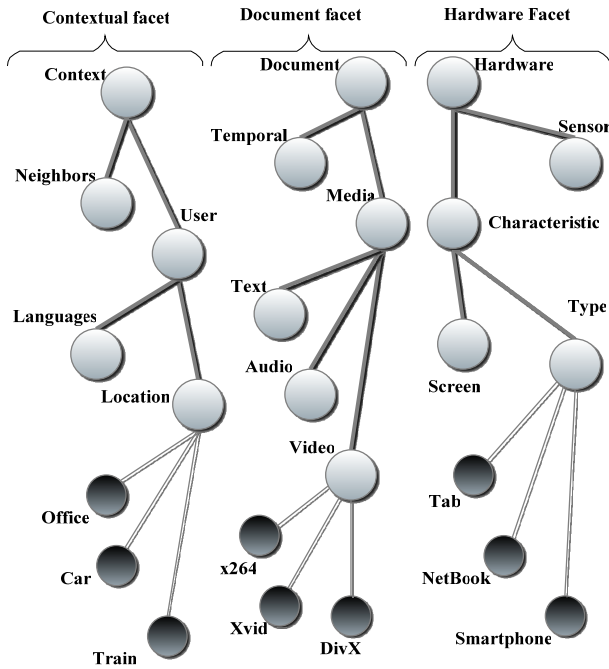 Contextual facet
Document facet
Hardware Facet
Context
Neighbors
User
Languages
Location
Office
Car
Train
Document
Temporal
Media
Text
Audio
Video
x264
Xvid
DivX
Hardware
Sensor
Characteristic
Type
Screen
Tab
NetBook
Smartphone